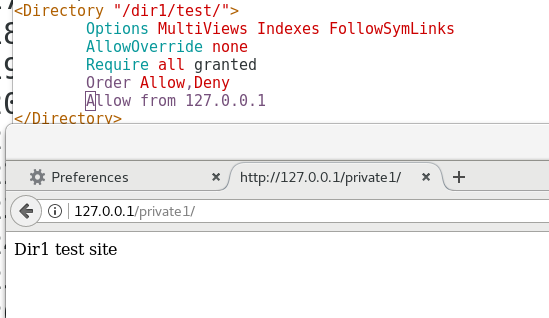 <Directory "/dir1/test/">
Options MultiViews Indexes FollowSymLinks
AllowOverride none
Require all granted
Order Allow,Deny
Allow from 127.0.0.1
</Directory>
Preferences
http://127.0.0.1/private1/
127.0.0.1/private1/
Dir1 test site